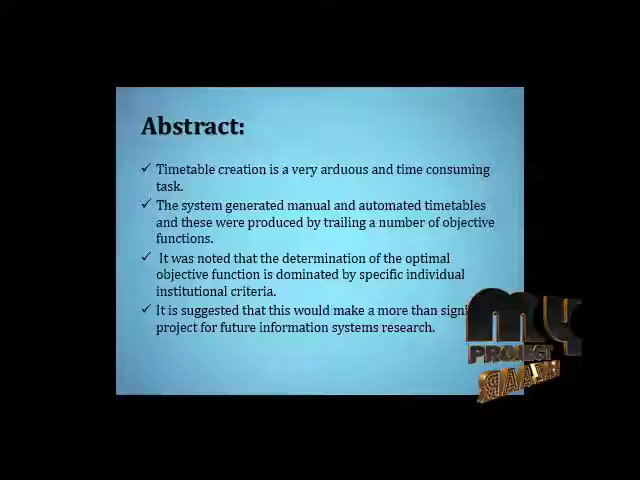 Abstract:
✓ Timetable creation is a very arduous and time consuming
task.
✓ The system generated manual and automated timetables
and these were produced by trailing a number of objective
functions.
✓ It was noted that the determination of the optimal
objective function is dominated by specific individual
institutional criteria.
✓ It is suggested that this would make a more than
project for future information systems research.
MY
PROJECT